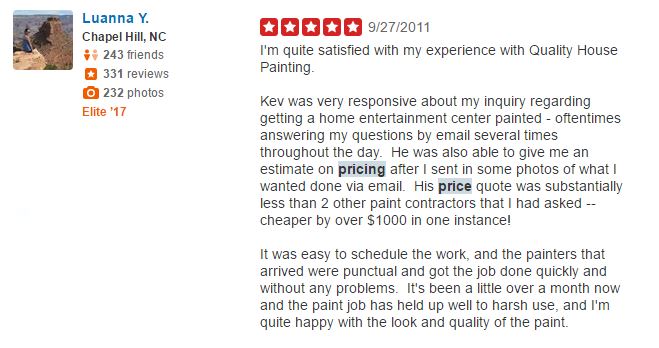 Luanna Y.
Chapel Hill, NC
243 friends
331 reviews
232 photos
Elite '17
9/27/2011
I'm quite satisfied with my experience with Quality House
Painting.
Kev was very responsive about my inquiry regarding
getting a home entertainment center painted - oftentimes
answering my questions by email several times
throughout the day.  He was also able to give me an
estimate on pricing after I sent in some photos of what I
wanted done via email.  His price quote was substantially
less than 2 other paint contractors that I had asked --
cheaper by over $1000 in one instance!
It was easy to schedule the work, and the painters that
arrived were punctual and got the job done quickly and
without any problems.  It's been a little over a month now
and the paint job has held up well to harsh use, and I'm
quite happy with the look and quality of the paint.